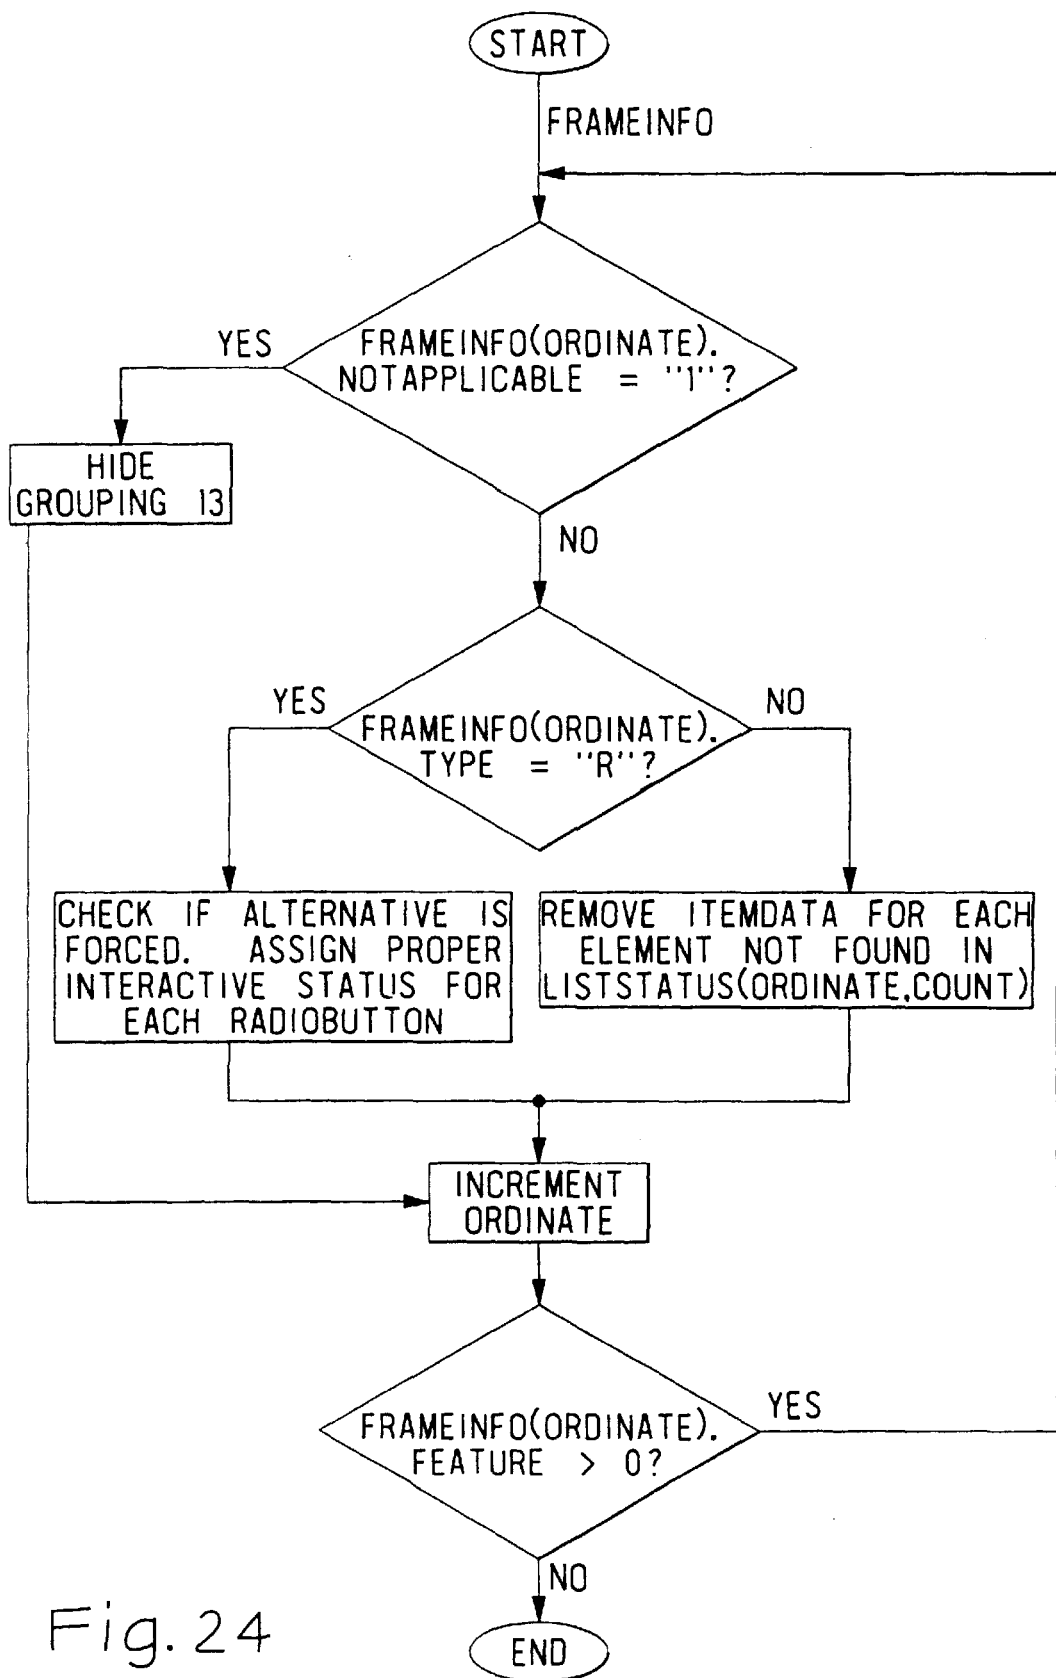 START
FRAMEINFO
YES
FRAMEINFO(ORDINATE).
NOTAPPLICABLE = "1"?
HIDE
GROUPING 13
NO
YES
NO
FRAMEINFO(ORDINATE).
TYPE = "R"?
CHECK IF ALTERNATIVE IS
FORCED. ASSIGN PROPER
INTERACTIVE STATUS FOR
EACH RADIOBUTTON
REMOVE ITEMDATA FOR EACH
ELEMENT NOT FOUND IN
LISTSTATUS(ORDINATE,COUNT)
INCREMENT
ORDINATE
YES
FRAMEINFO(ORDINATE).
FEATURE > 0?
NO
END
Fig. 24